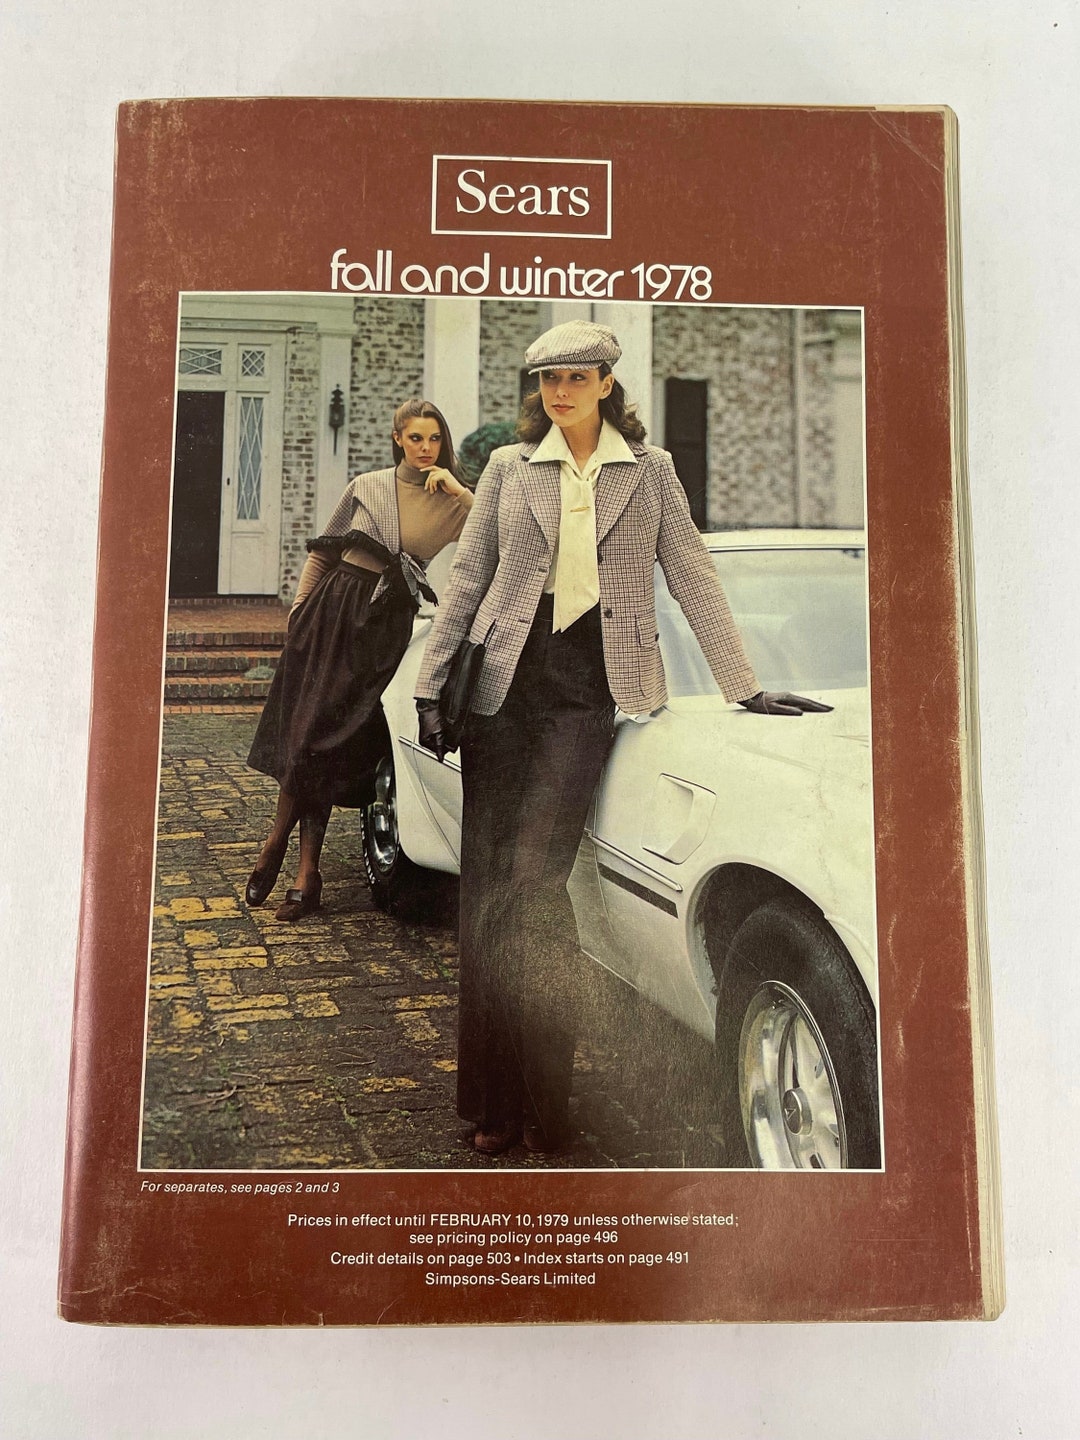 Sears
fall and winter 1978
For separates, see pages 2 and 3
Prices in effect until FEBRUARY 10, 1979 unless otherwise stated;
see pricing policy on page 496
Credit details on page 503 • Index starts on page 491
Simpsons-Sears Limited